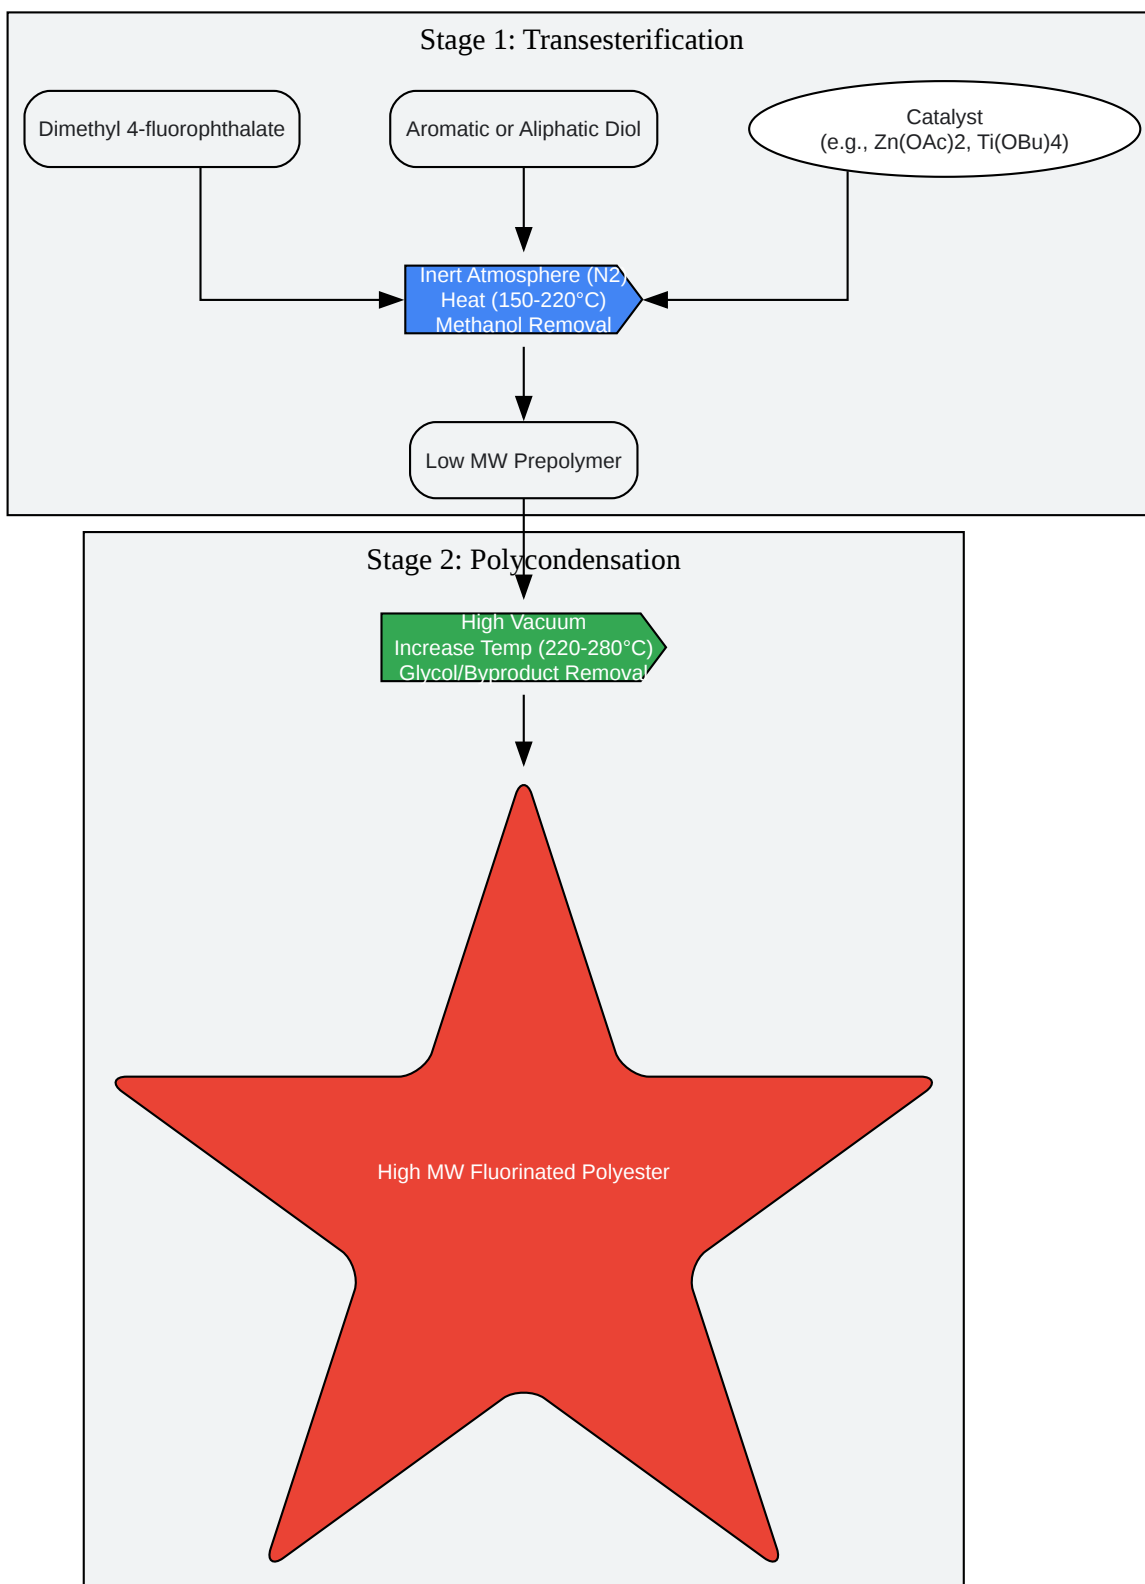 Stage 1: Transesterification
Dimethyl 4-fluorophthalate
Aromatic or Aliphatic Diol
Catalyst
(e.g., Zn(OAc)2, Ti(OBu)4)
Inert Atmosphere (N2)
Heat (150-220°C)
Methanol Removal
Low MW Prepolymer
Stage 2: Polycondensation
High Vacuum
Increase Temp (220-280°C)
Glycol/Byproduct Removal
High MW Fluorinated Polyester